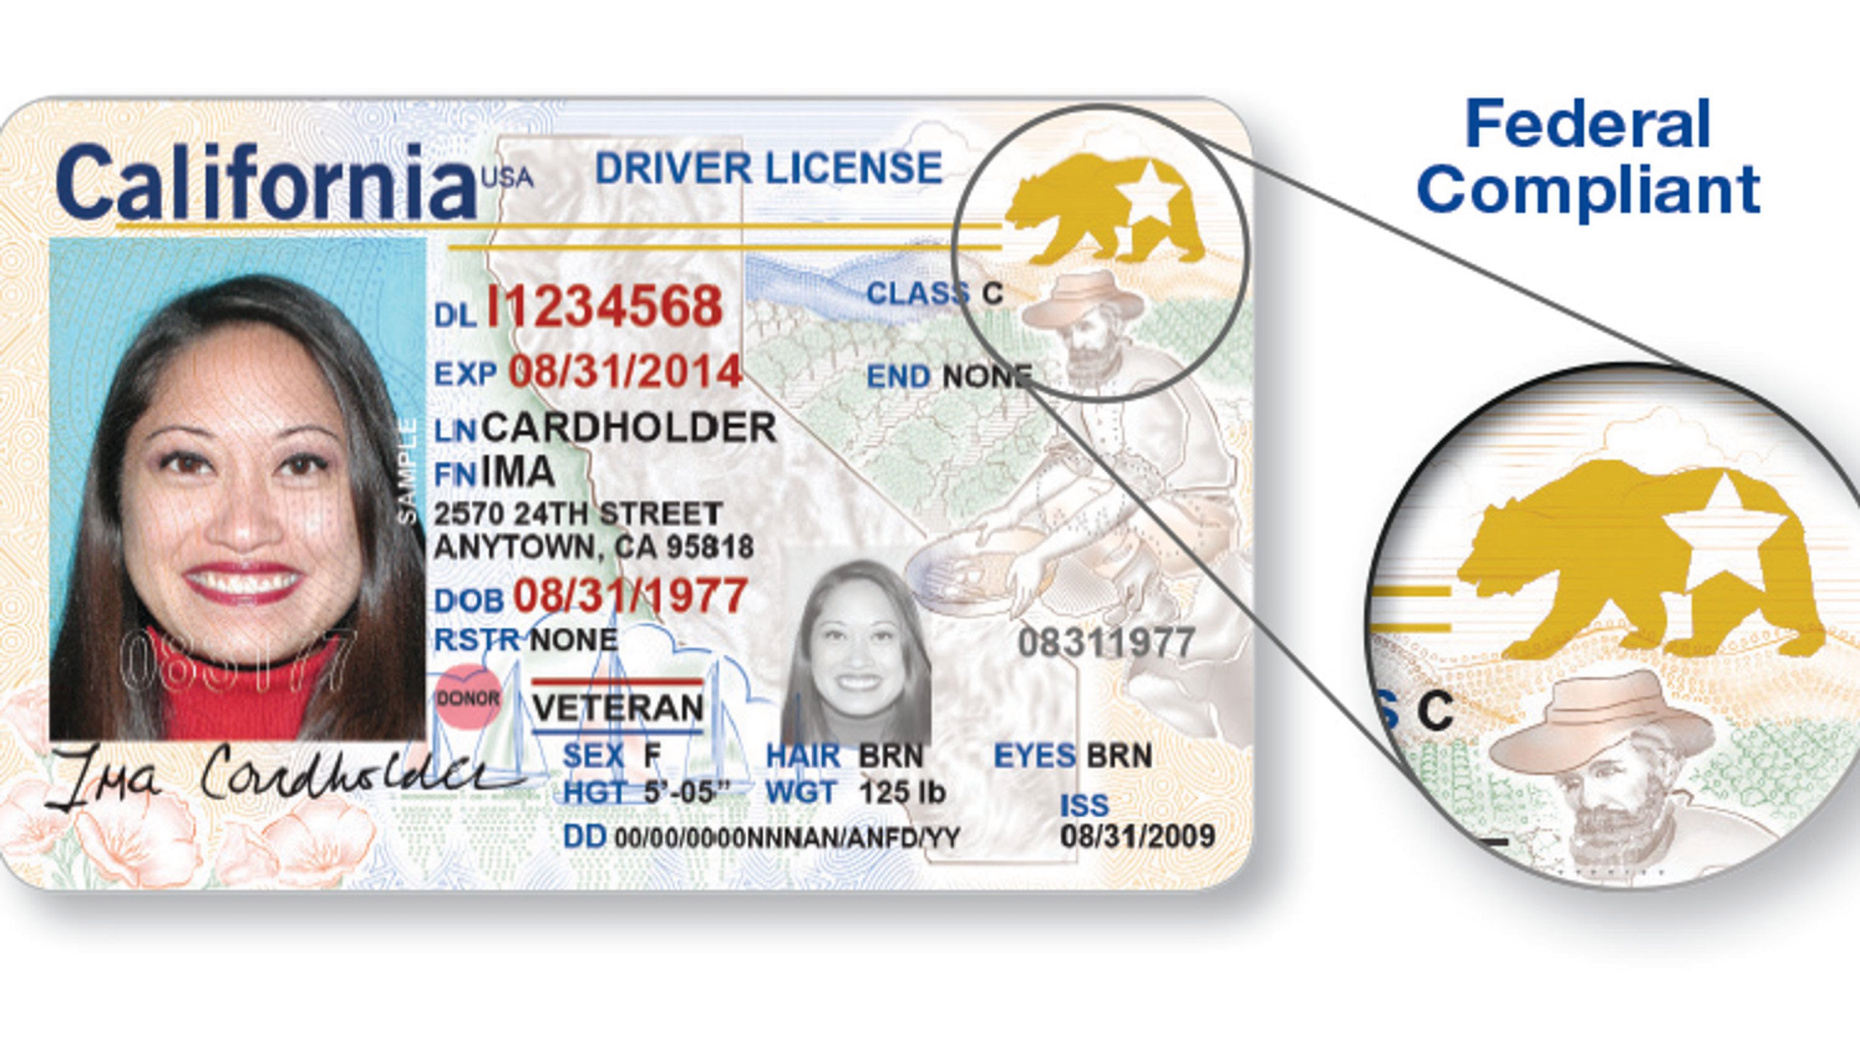 Federal
Compliant
California USA DRIVER LICENSE
DL I1234568
CLASS C
EXP 08/31/2014
END NONE
LN CARDHOLDER
FN IMA
2570 24TH STREET
ANYTOWN, CA 95818
DOB 08/31/1977
RSTR NONE
08311977
SAMPLE
083177
DONOR
VETERAN
Ima Cardholder
SEX F HAIR BRN EYES BRN
HGT 5'-05" WGT 125 lb
ISS
DD 00/00/0000NNNAN/ANFD/YY 08/31/2009
S C